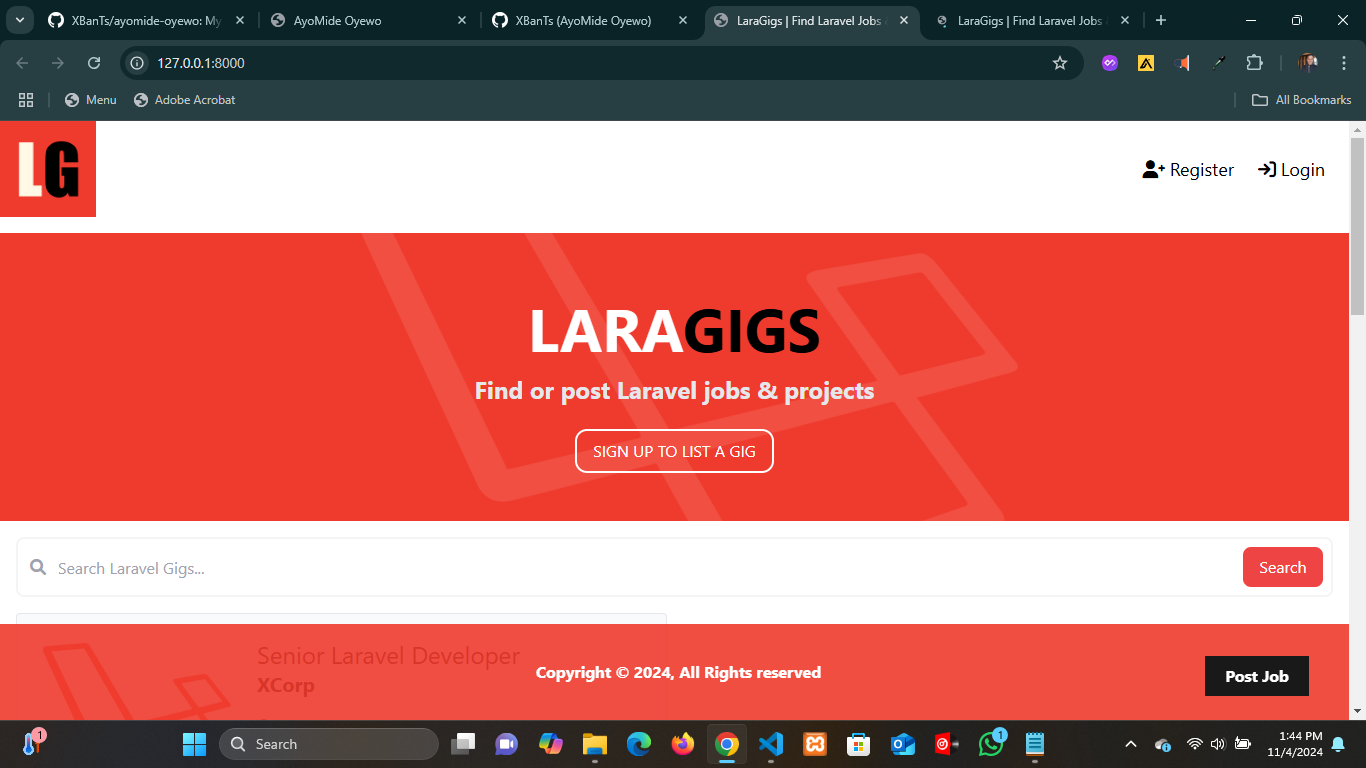 XBanTs/ayomide-oyewo: My
AyoMide Oyewo
XBanTs (AyoMide Oyewo)
LaraGigs | Find Laravel Jobs
LaraGigs | Find Laravel Jobs
127.0.0.1:8000
Menu
Adobe Acrobat
All Bookmarks
LG
Register
Login
LARAGIGS
Find or post Laravel jobs & projects
SIGN UP TO LIST A GIG
Search Laravel Gigs...
Search
Senior Laravel Developer
XCorp
Copyright © 2024, All Rights reserved
Post Job
1
Search
1
1:44 PM
11/4/2024